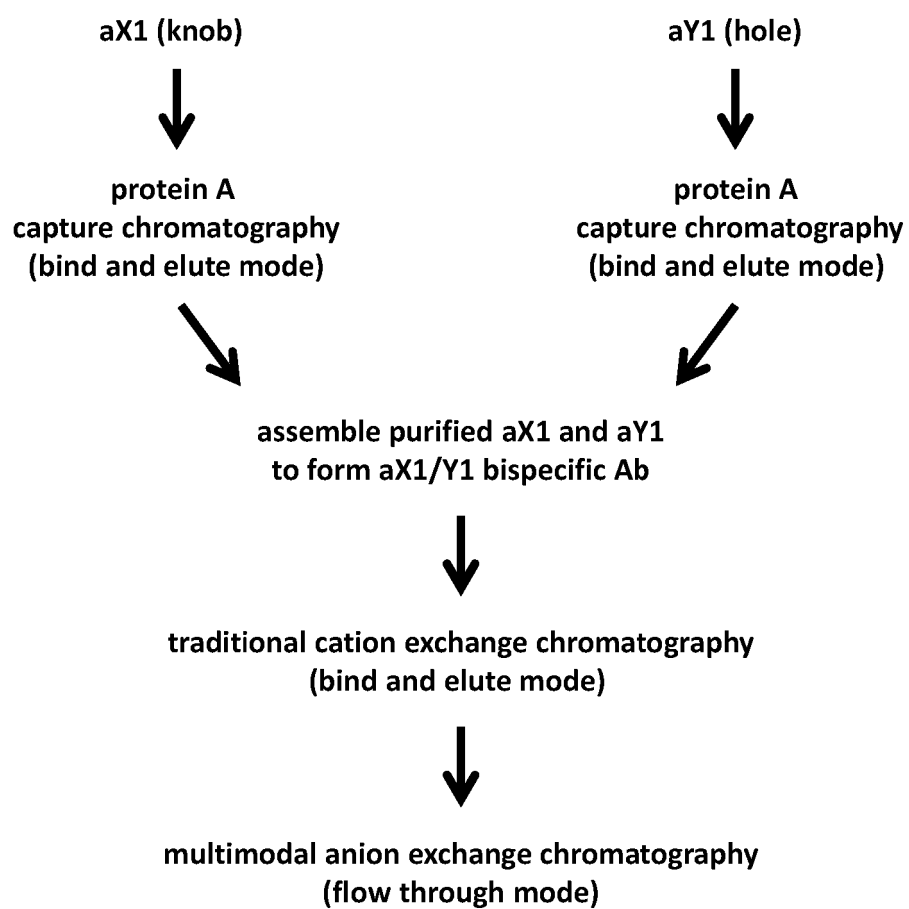 aX1 (knob)
aY1 (hole)
protein A
capture chromatography
(bind and elute mode)
protein A
capture chromatography
(bind and elute mode)
assemble purified aX1 and aY1
to form aX1/Y1 bispecific Ab
traditional cation exchange chromatography
(bind and elute mode)
multimodal anion exchange chromatography
(flow through mode)